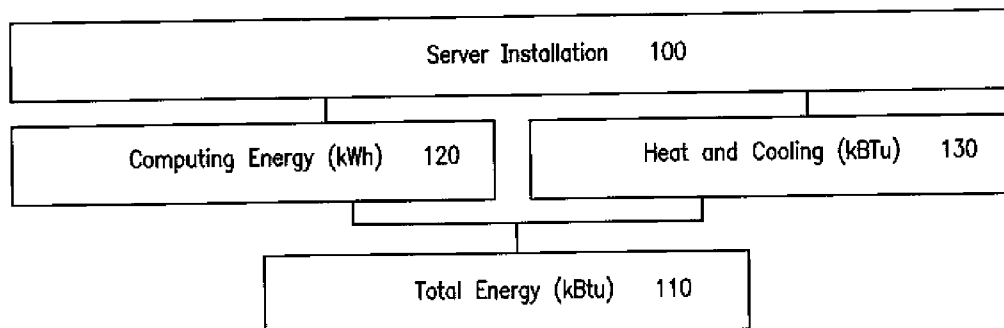 Server Installation 100
Computing Energy (kWh) 120
Heat and Cooling (kBTu) 130
Total Energy (kBtu) 110